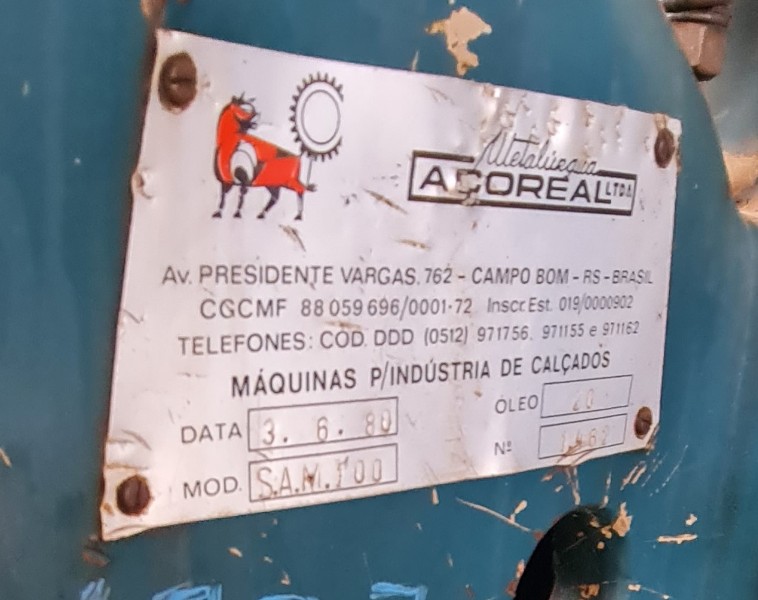 Metalúrgica
AÇOREAL LTDA
AV. PRESIDENTE VARGAS, 762 - CAMPO BOM - RS - BRASIL
CGCMF 88 059 696/0001-72 Inscr. Est. 019/0000902
TELEFONES: COD. DDD (0512) 971756, 971155 e 971162
MÁQUINAS P/INDÚSTRIA DE CALÇADOS
DATA 3. 6. 80 ÓLEO 20
MOD. S.A.M.100 Nº